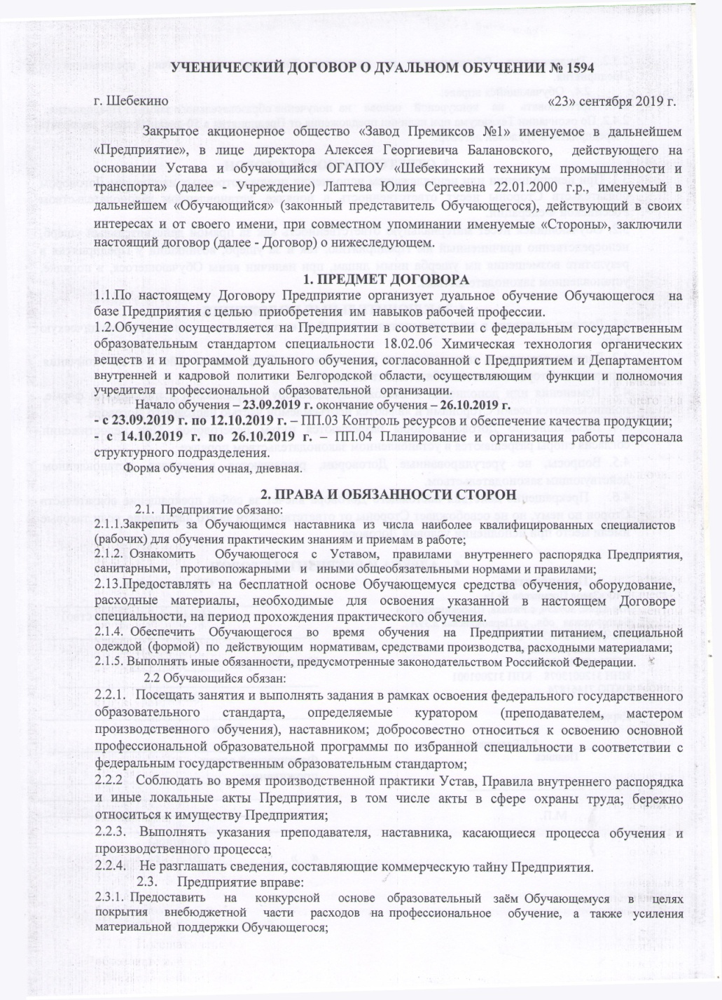 УЧЕНИЧЕСКИЙ ДОГОВОР О ДУАЛЬНОМ ОБУЧЕНИИ № 1594
г. Шебекино «23» сентября 2019 г.
Закрытое акционерное общество «Завод Премиксов №1» именуемое в дальнейшем
«Предприятие», в лице директора Алексея Георгиевича Балановского, действующего на
основании Устава и обучающийся ОГАПОУ «Шебекинский техникум промышленности и
транспорта» (далее - Учреждение) Лаптева Юлия Сергеевна 22.01.2000 г.р., именуемый в
дальнейшем «Обучающийся» (законный представитель Обучающегося), действующий в своих
интересах и от своего имени, при совместном упоминании именуемые «Стороны», заключили
настоящий договор (далее - Договор) о нижеследующем.
1. ПРЕДМЕТ ДОГОВОРА
1.1.По настоящему Договору Предприятие организует дуальное обучение Обучающегося на
базе Предприятия с целью приобретения им навыков рабочей профессии.
1.2.Обучение осуществляется на Предприятии в соответствии с федеральным государственным
образовательным стандартом специальности 18.02.06 Химическая технология органических
веществ и и программой дуального обучения, согласованной с Предприятием и Департаментом
внутренней и кадровой политики Белгородской области, осуществляющим функции и полномочия
учредителя профессиональной образовательной организации.
Начало обучения – 23.09.2019 г. окончание обучения – 26.10.2019 г.
- с 23.09.2019 г. по 12.10.2019 г. – ПП.03 Контроль ресурсов и обеспечение качества продукции;
- с 14.10.2019 г. по 26.10.2019 г. – ПП.04 Планирование и организация работы персонала
структурного подразделения.
Форма обучения очная, дневная.
2. ПРАВА И ОБЯЗАННОСТИ СТОРОН
2.1. Предприятие обязано:
2.1.1.Закрепить за Обучающимся наставника из числа наиболее квалифицированных специалистов
(рабочих) для обучения практическим знаниям и приемам в работе;
2.1.2. Ознакомить Обучающегося с Уставом, правилами внутреннего распорядка Предприятия,
санитарными, противопожарными и иными общеобязательными нормами и правилами;
2.13.Предоставлять на бесплатной основе Обучающемуся средства обучения, оборудование,
расходные материалы, необходимые для освоения указанной в настоящем Договоре
специальности, на период прохождения практического обучения.
2.1.4. Обеспечить Обучающегося во время обучения на Предприятии питанием, специальной
одеждой (формой) по действующим нормативам, средствами производства, расходными материалами;
2.1.5. Выполнять иные обязанности, предусмотренные законодательством Российской Федерации.
2.2 Обучающийся обязан:
2.2.1. Посещать занятия и выполнять задания в рамках освоения федерального государственного
образовательного стандарта, определяемые куратором (преподавателем, мастером
производственного обучения), наставником; добросовестно относиться к освоению основной
профессиональной образовательной программы по избранной специальности в соответствии с
федеральным государственным образовательным стандартом;
2.2.2 Соблюдать во время производственной практики Устав, Правила внутреннего распорядка
и иные локальные акты Предприятия, в том числе акты в сфере охраны труда; бережно
относиться к имуществу Предприятия;
2.2.3. Выполнять указания преподавателя, наставника, касающиеся процесса обучения и
производственного процесса;
2.2.4. Не разглашать сведения, составляющие коммерческую тайну Предприятия.
2.3. Предприятие вправе:
2.3.1. Предоставить на конкурсной основе образовательный заём Обучающемуся в целях
покрытия внебюджетной части расходов на профессиональное обучение, а также усиления
материальной поддержки Обучающегося;